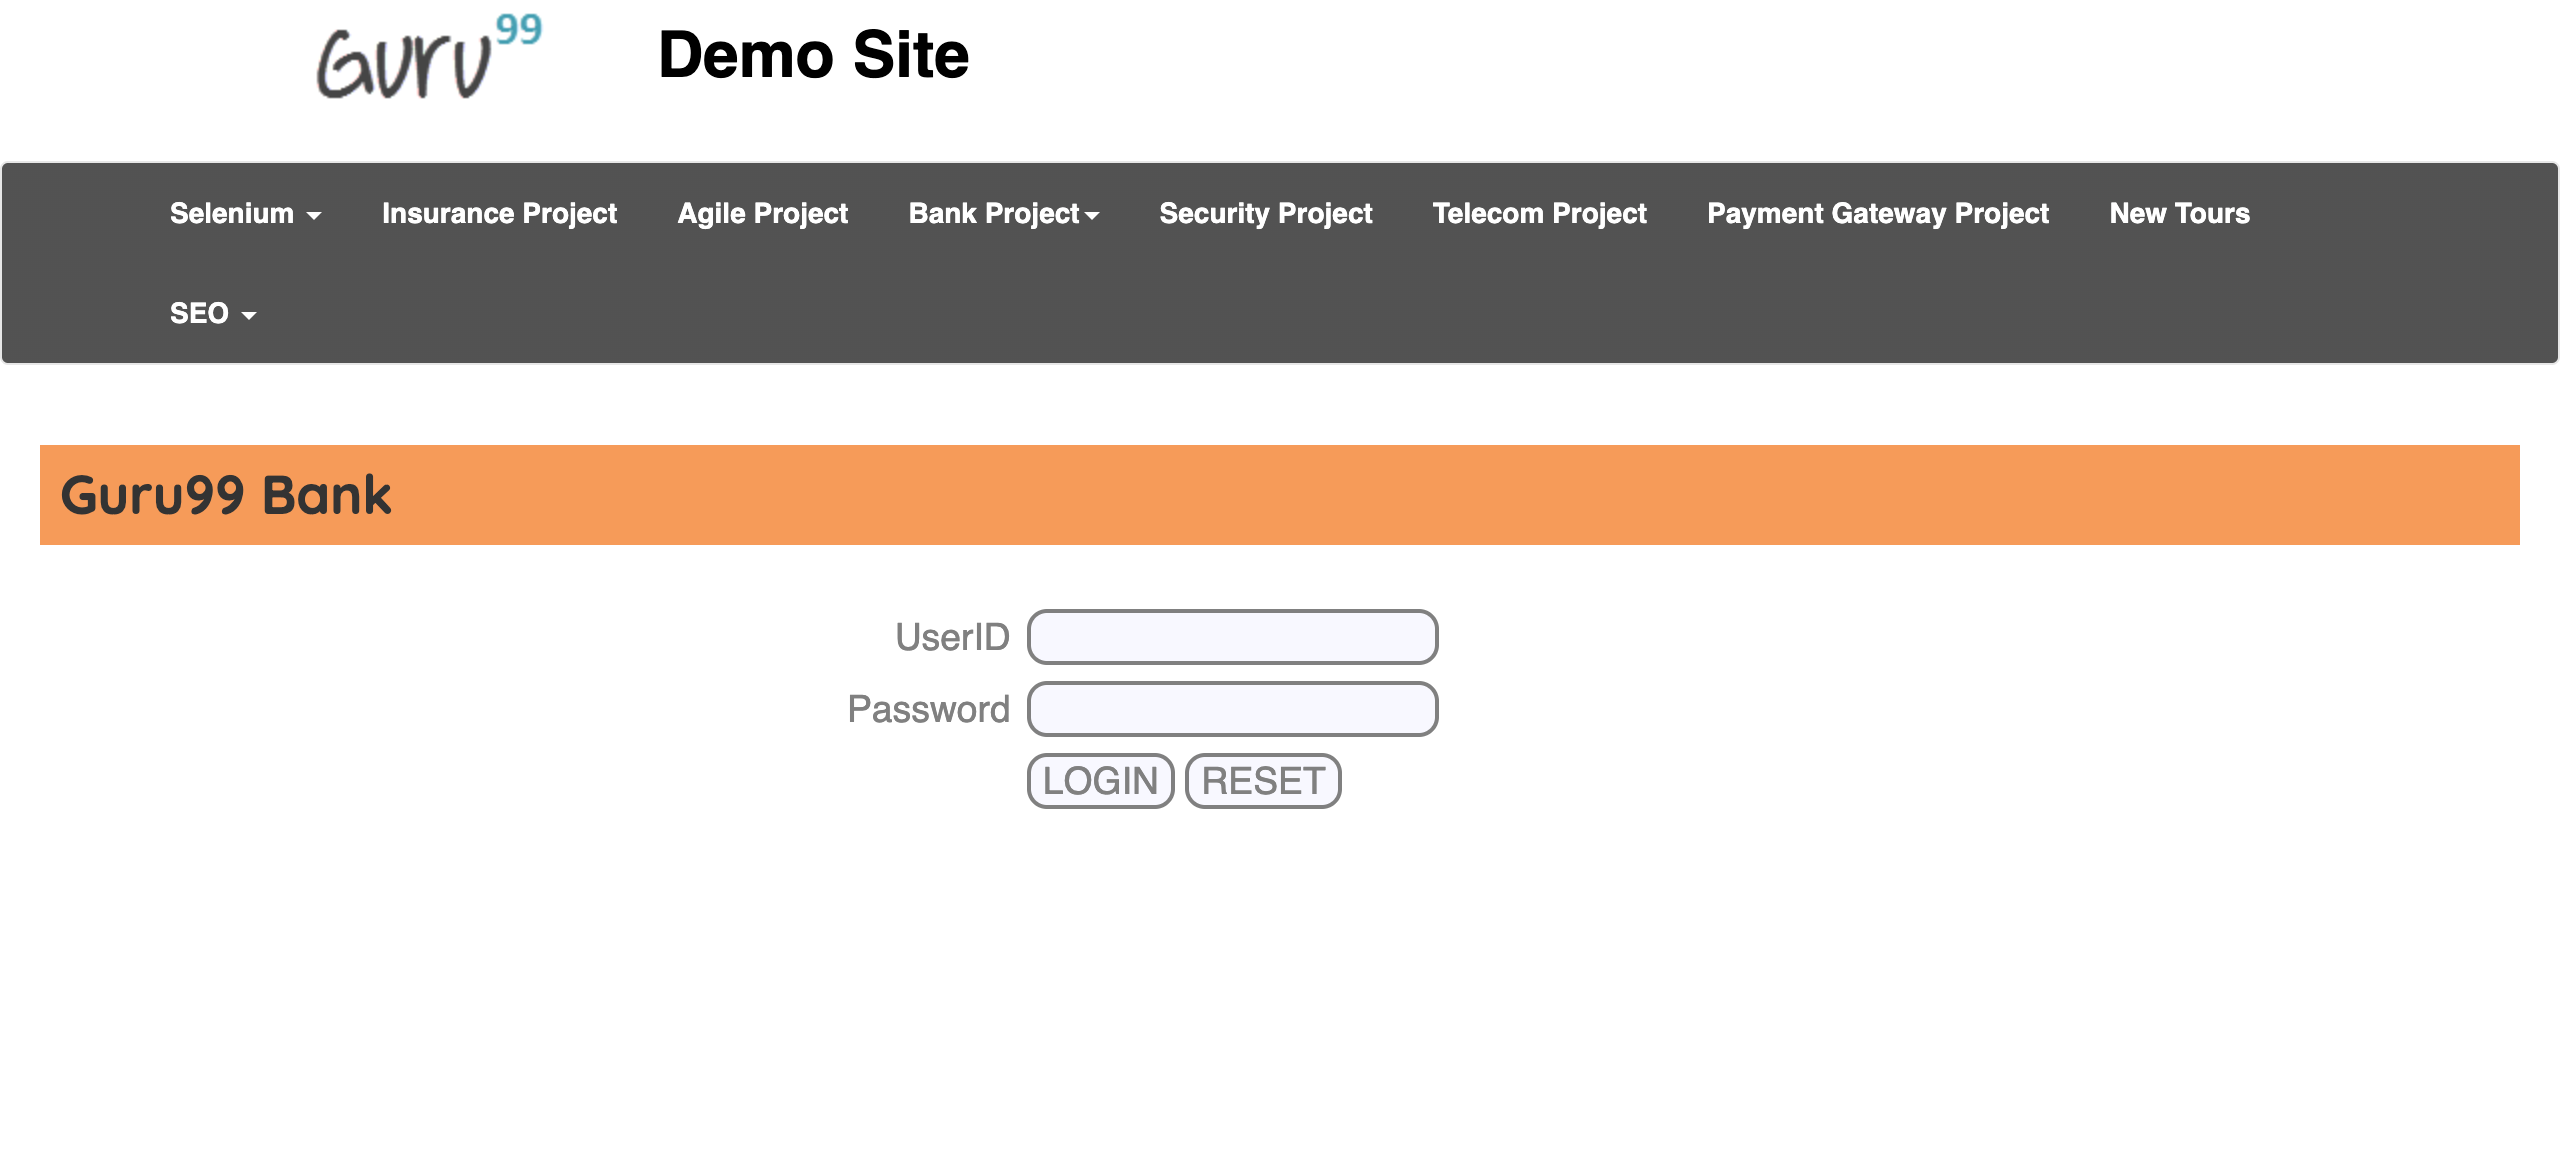 Guru99 Demo Site
Selenium Insurance Project Agile Project Bank Project Security Project Telecom Project Payment Gateway Project New Tours
SEO
Guru99 Bank
UserID
Password
LOGIN RESET